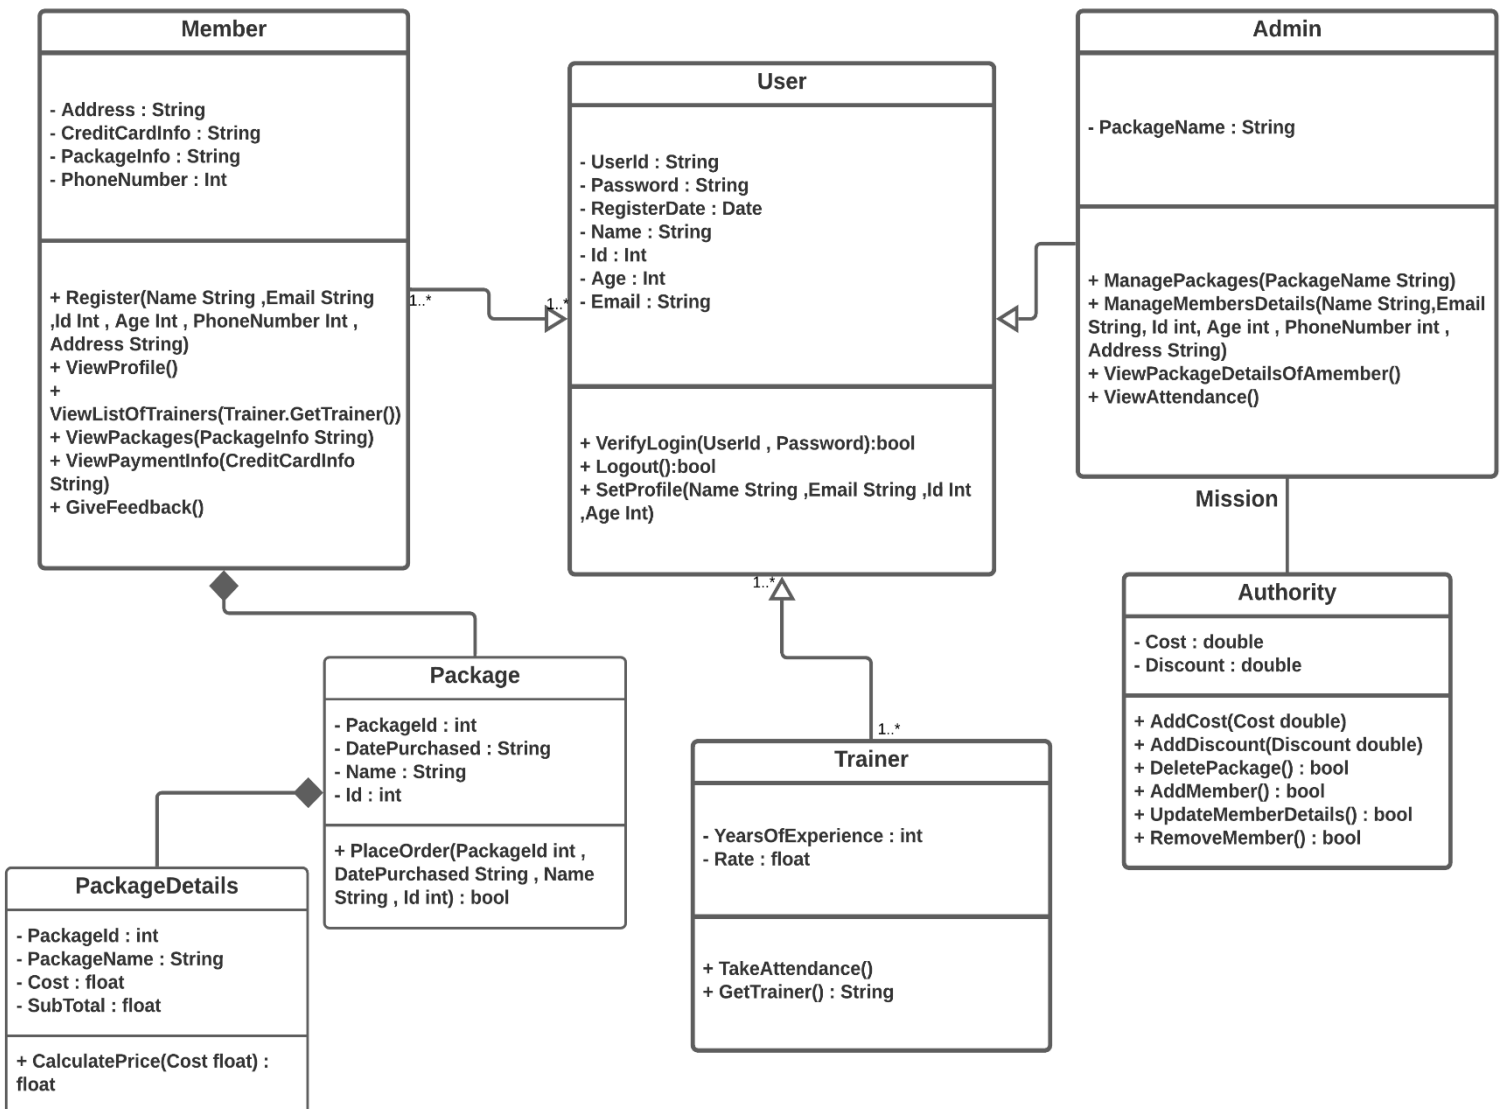 Member
- Address : String
- CreditCardInfo : String
- PackageInfo : String
- PhoneNumber : Int
+ Register(Name String ,Email String
,Id Int , Age Int , PhoneNumber Int ,
Address String)
+ ViewProfile()
+
ViewListOfTrainers(Trainer.GetTrainer())
+ ViewPackages(PackageInfo String)
+ ViewPaymentInfo(CreditCardInfo
String)
+ GiveFeedback()
1..*
1..*
User
- UserId : String
- Password : String
- RegisterDate : Date
- Name : String
- Id : Int
- Age : Int
- Email : String
+ VerifyLogin(UserId , Password):bool
+ Logout():bool
+ SetProfile(Name String ,Email String ,Id Int
,Age Int)
1..*
1..*
Admin
- PackageName : String
+ ManagePackages(PackageName String)
+ ManageMembersDetails(Name String,Email
String, Id int, Age int , PhoneNumber int ,
Address String)
+ ViewPackageDetailsOfAmember()
+ ViewAttendance()
Mission
Authority
- Cost : double
- Discount : double
+ AddCost(Cost double)
+ AddDiscount(Discount double)
+ DeletePackage() : bool
+ AddMember() : bool
+ UpdateMemberDetails() : bool
+ RemoveMember() : bool
Package
- PackageId : int
- DatePurchased : String
- Name : String
- Id : int
+ PlaceOrder(PackageId int ,
DatePurchased String , Name
String , Id int) : bool
Trainer
- YearsOfExperience : int
- Rate : float
+ TakeAttendance()
+ GetTrainer() : String
PackageDetails
- PackageId : int
- PackageName : String
- Cost : float
- SubTotal : float
+ CalculatePrice(Cost float) :
float